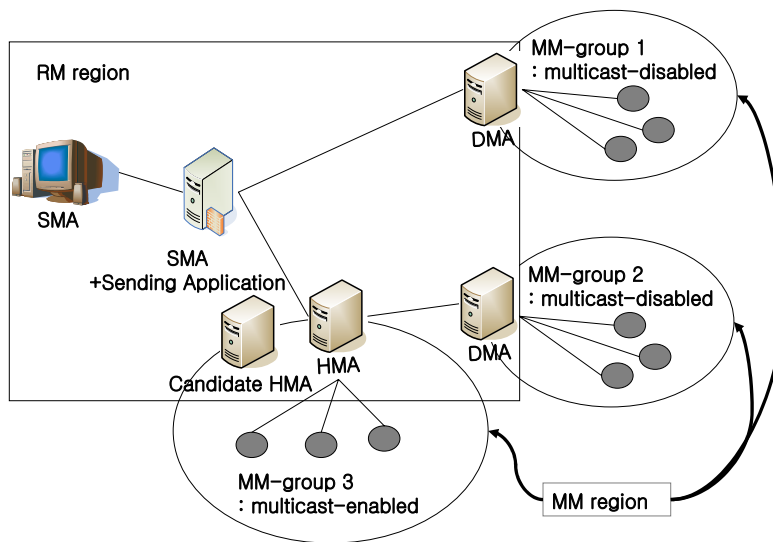 RM region
MM-group 1
: multicast-disabled
DMA
SMA
SMA
+Sending Application
MM-group 2
: multicast-disabled
DMA
HMA
Candidate HMA
MM-group 3
: multicast-enabled
MM region